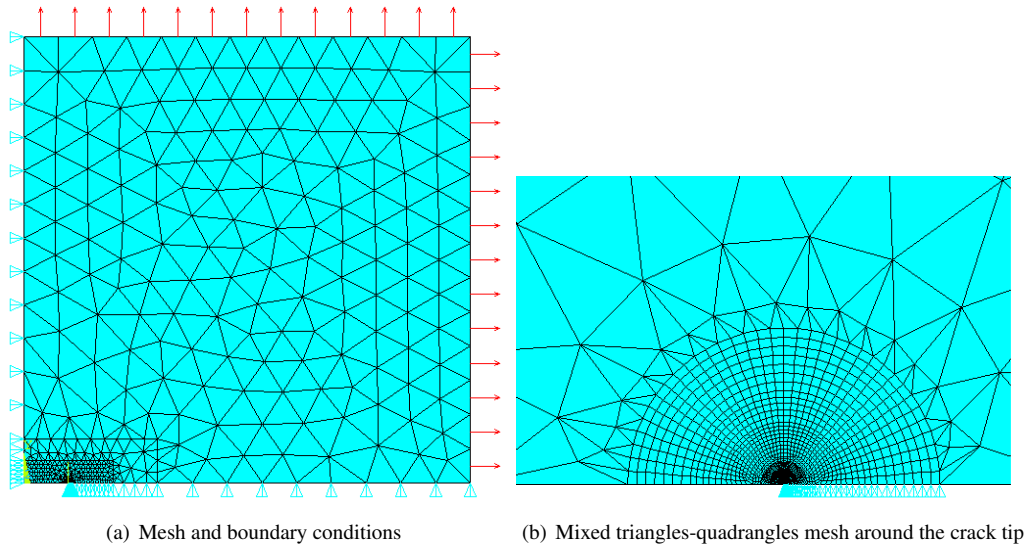 (a) Mesh and boundary conditions
(b) Mixed triangles-quadrangles mesh around the crack tip